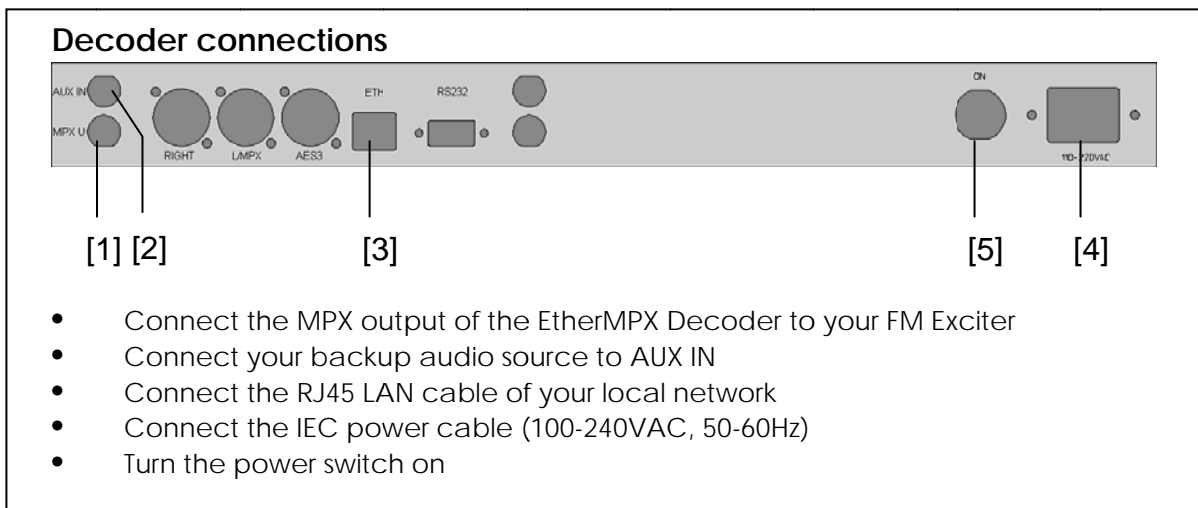 Decoder connections
AUX IN
ETH
RS232
ON
MPX U
RIGHT
L/MPX
AES3
110-220VAC
[1] [2] [3] [5] [4]
• Connect the MPX output of the EtherMPX Decoder to your FM Exciter
• Connect your backup audio source to AUX IN
• Connect the RJ45 LAN cable of your local network
• Connect the IEC power cable (100-240VAC, 50-60Hz)
• Turn the power switch on